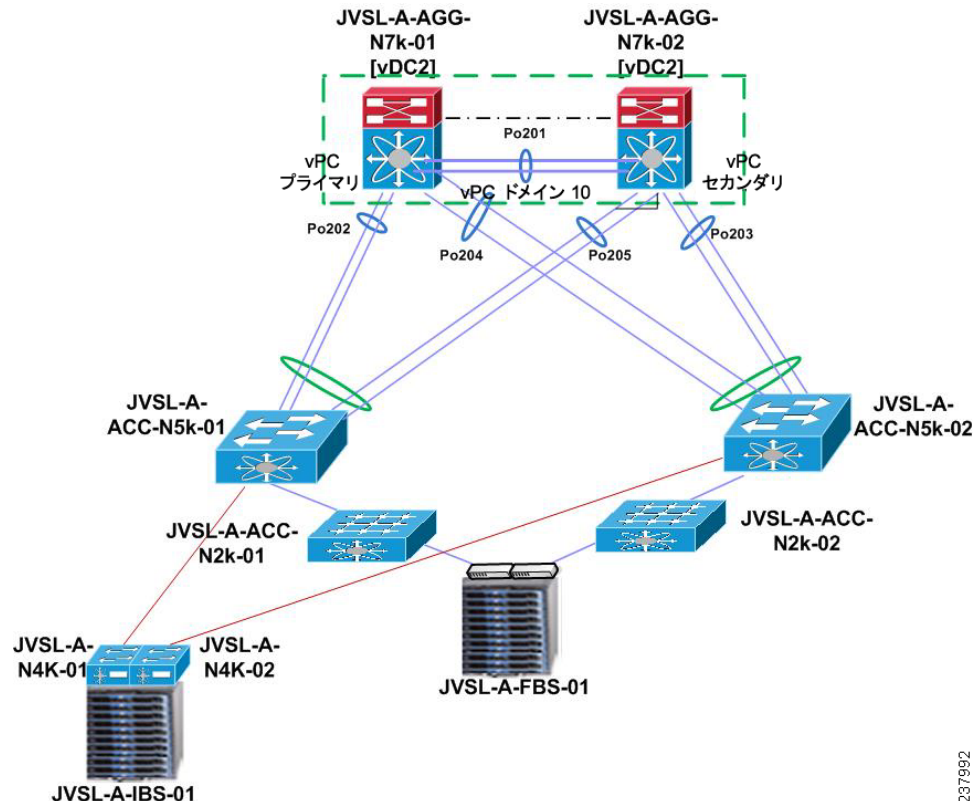 JVSL-A-AGG-
N7k-01
[vDC2]
JVSL-A-AGG-
N7k-02
[vDC2]
Po201
vPC
プライマリ
vPC
セカンダリ
vPC ドメイン 10
Po202
Po204
Po205
Po203
JVSL-A-
ACC-N5k-01
JVSL-A-
ACC-N5k-02
JVSL-A-ACC-
N2k-01
JVSL-A-ACC-
N2k-02
JVSL-A-
N4K-01
JVSL-A-
N4K-02
JVSL-A-FBS-01
JVSL-A-IBS-01
237992